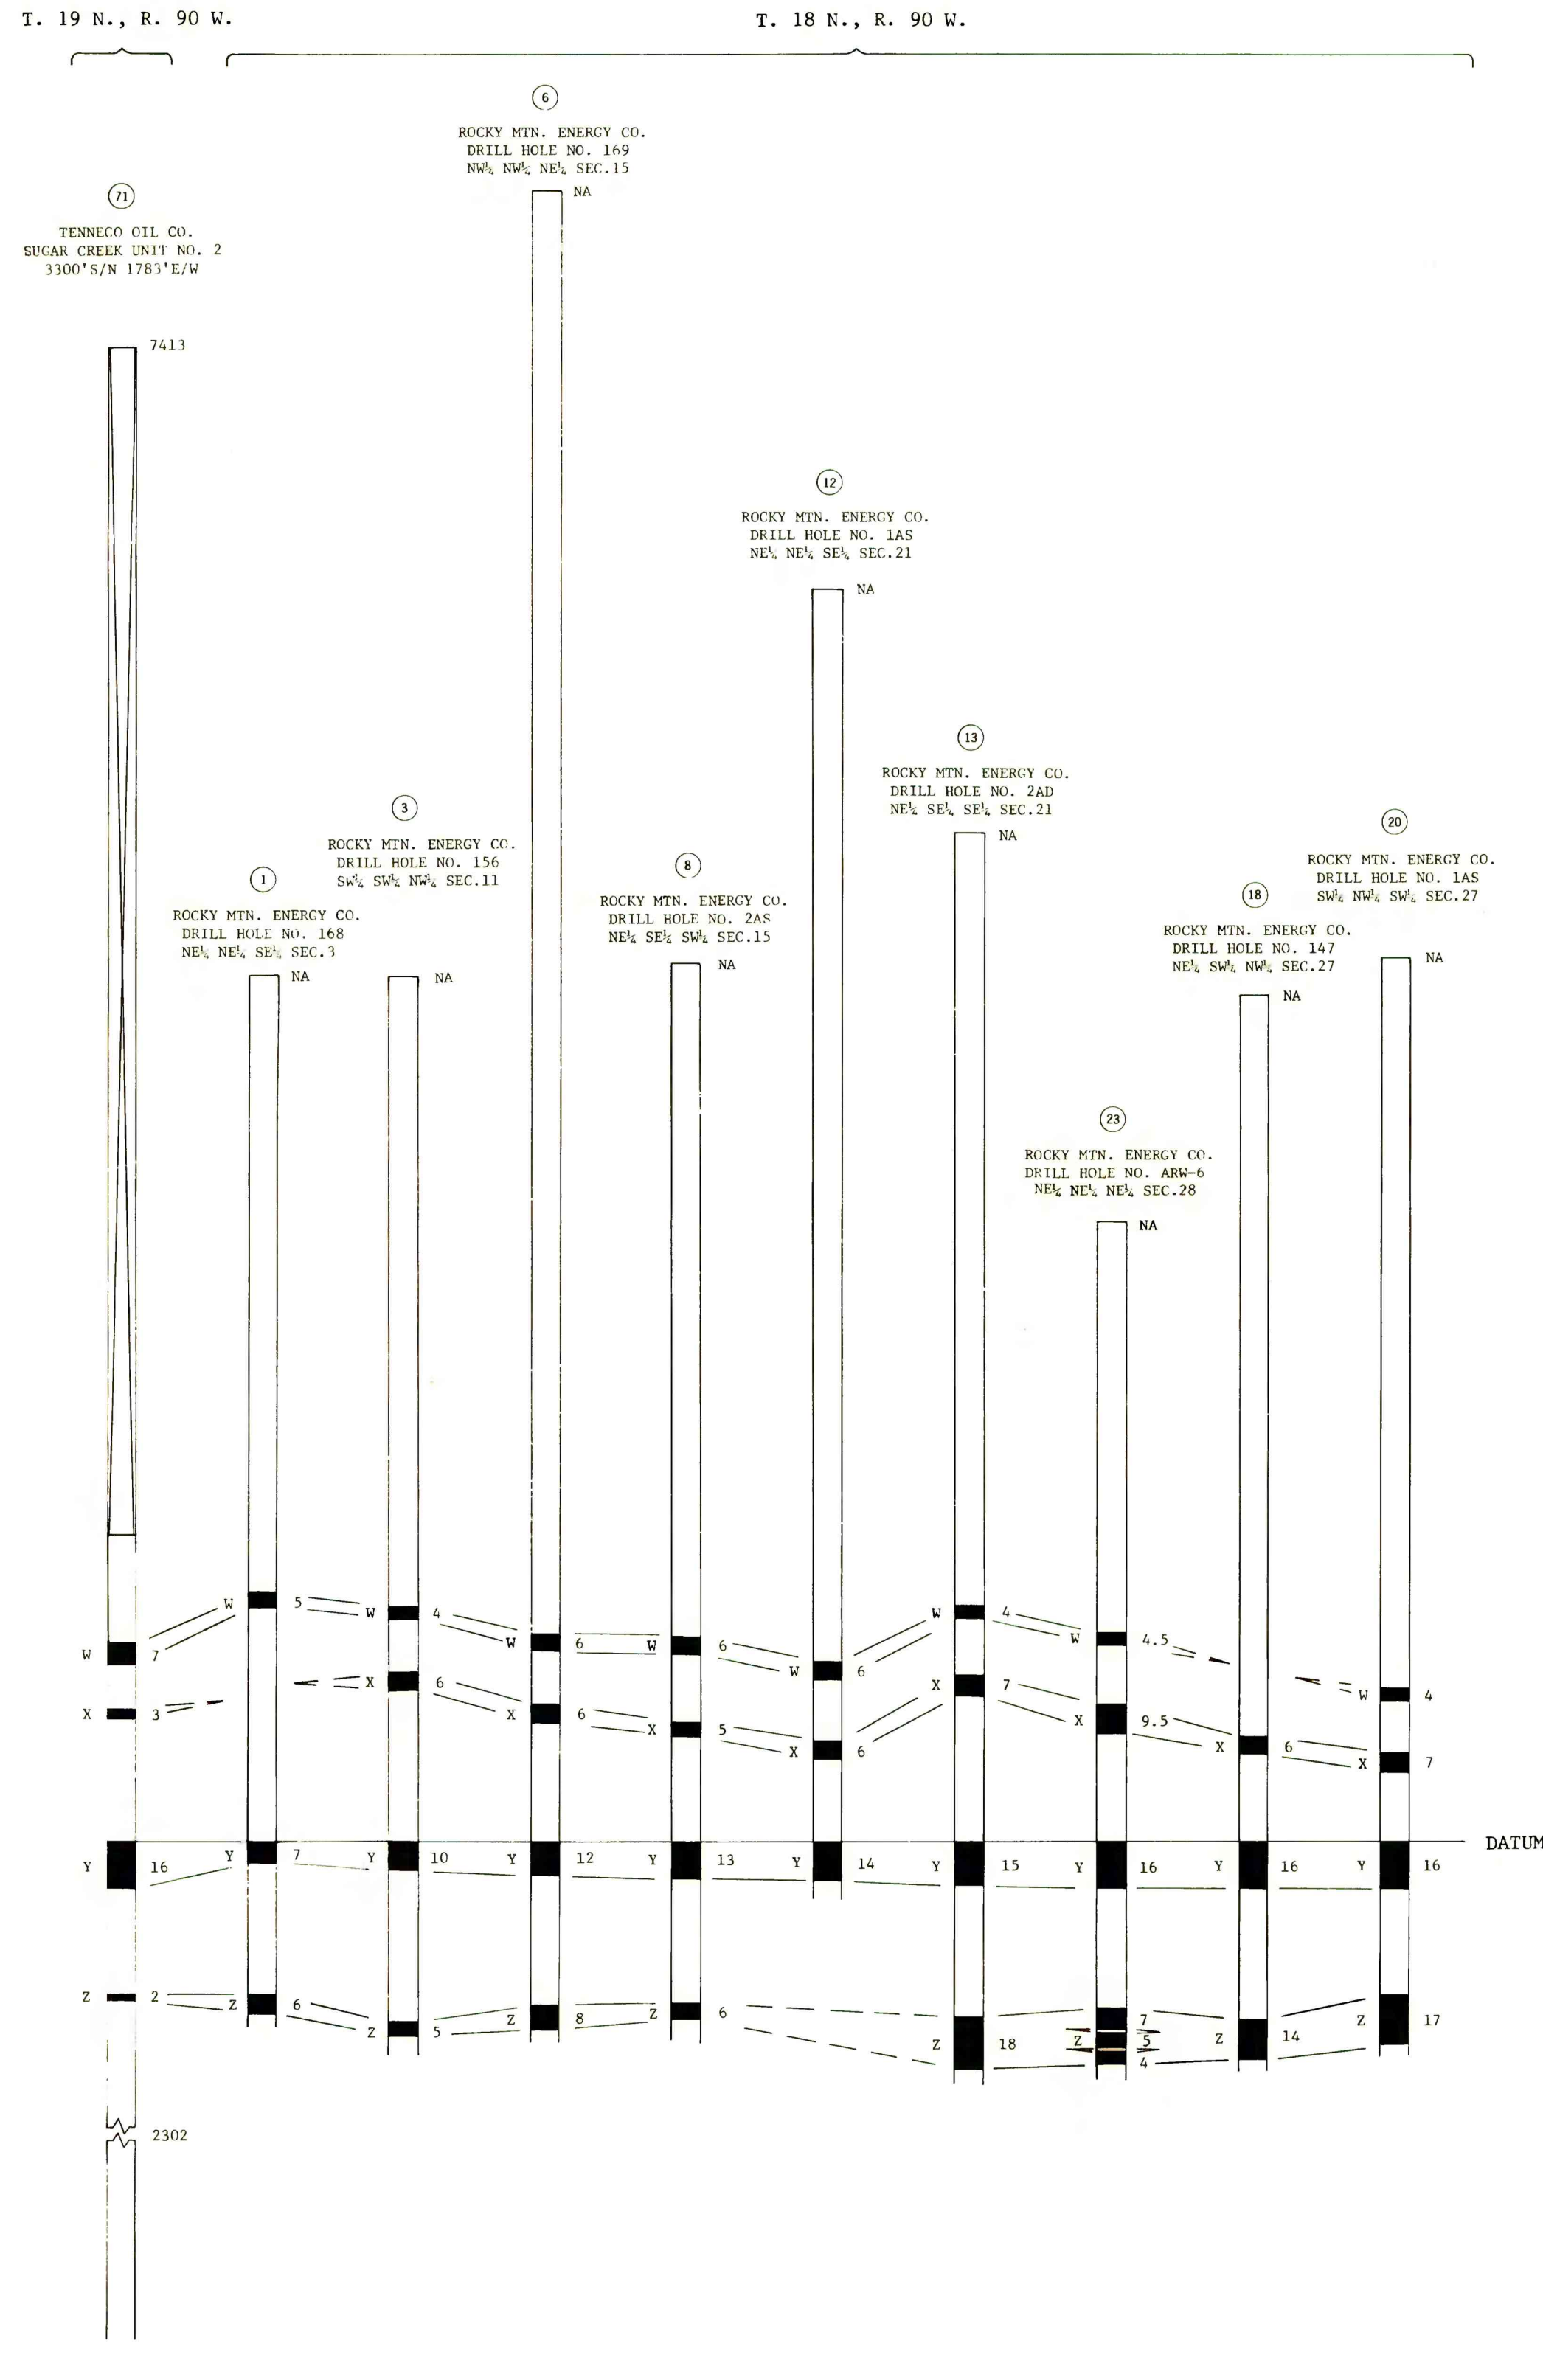 T. 19 N., R. 90 W.
T. 18 N., R. 90 W.
6
ROCKY MTN. ENERGY CO.
DRILL HOLE NO. 169
NW¼ NW¼ NE¼ SEC.15
NA
71
TENNECO OIL CO.
SUGAR CREEK UNIT NO. 2
3300'S/N 1783'E/W
7413
12
ROCKY MTN. ENERGY CO.
DRILL HOLE NO. 1AS
NE¼ NE¼ SE¼ SEC.21
NA
13
ROCKY MTN. ENERGY CO.
DRILL HOLE NO. 2AD
NE¼ SE¼ SE¼ SEC.21
NA
3
ROCKY MTN. ENERGY CO.
DRILL HOLE NO. 156
SW¼ SW¼ NW¼ SEC.11
NA
20
ROCKY MTN. ENERGY CO.
DRILL HOLE NO. 1AS
SW¼ NW¼ SW¼ SEC.27
NA
8
ROCKY MTN. ENERGY CO.
DRILL HOLE NO. 2AS
NE¼ SE¼ SW¼ SEC.15
NA
1
ROCKY MTN. ENERGY CO.
DRILL HOLE NO. 168
NE¼ NE¼ SE¼ SEC.3
NA
18
ROCKY MTN. ENERGY CO.
DRILL HOLE NO. 147
NE¼ SW¼ NW¼ SEC.27
NA
23
ROCKY MTN. ENERGY CO.
DRILL HOLE NO. ARW-6
NE¼ NE¼ NE¼ SEC.28
NA
W 7 W 5 W 4 W 6 W 6 W 6 W 4 W 4.5 W 4
X 3 X 6 X 6 X 5 X 6 X 7 X 9.5 X 6 X 7
DATUM
Y 16 Y 7 Y 10 Y 12 Y 13 Y 14 Y 15 Y 16 Y 16 Y 16
Z 2 Z 6 Z 5 Z 8 Z 6 Z 18 Z 7 5 4 Z 14 Z 17
2302